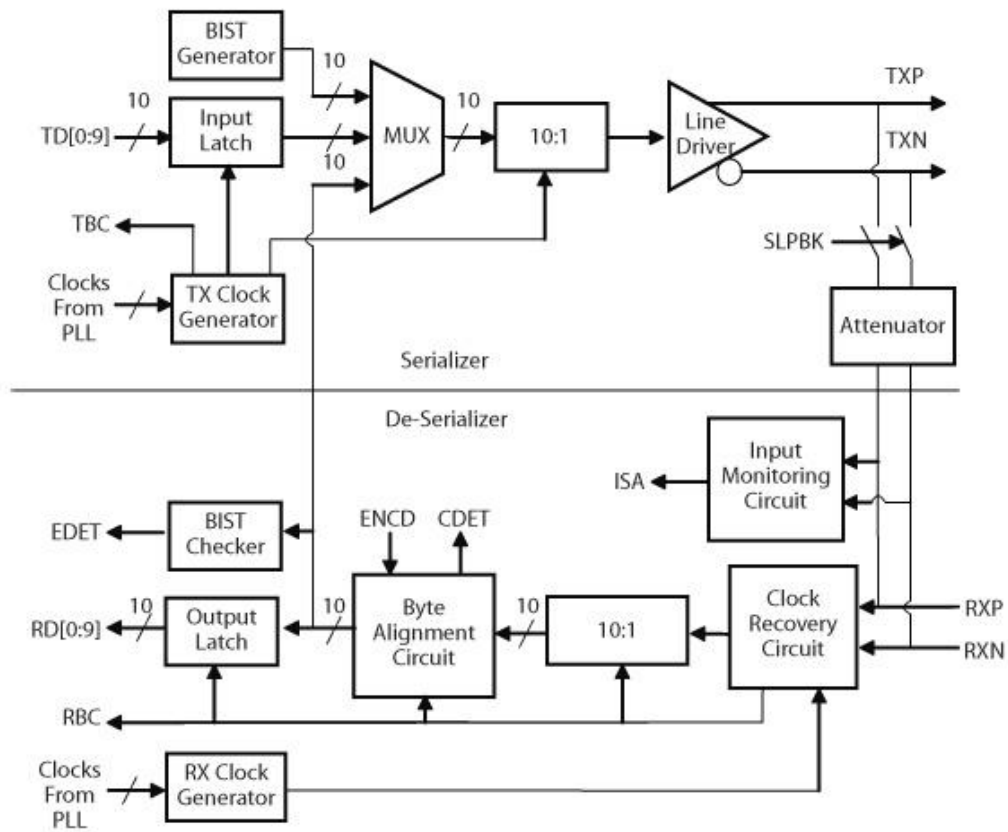 BIST
Generator
10
10
10
TXP
TD[0:9]
Input
Latch
MUX
10:1
Line
Driver
10
TXN
TBC
SLPBK
Clocks
From
PLL
TX Clock
Generator
Attenuator
Serializer
De-Serializer
Input
Monitoring
Circuit
ISA
EDET
BIST
Checker
ENCD
CDET
RD[0:9]
10
Output
Latch
10
Byte
Alignment
Circuit
10
10:1
Clock
Recovery
Circuit
RXP
RXN
RBC
Clocks
From
PLL
RX Clock
Generator